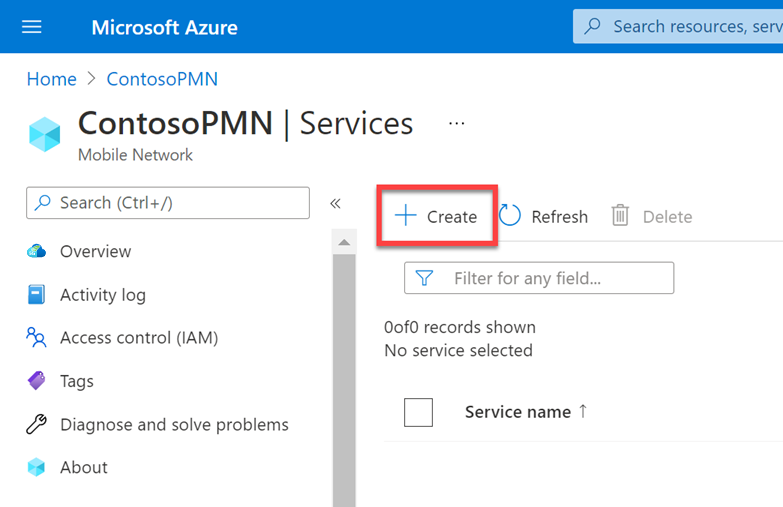 Microsoft Azure
Search resources, serv
Home > ContosoPMN
ContosoPMN | Services ...
Mobile Network
Search (Ctrl+/)
«
+ Create
Refresh
Delete
Overview
Activity log
Access control (IAM)
Tags
Diagnose and solve problems
About
Filter for any field...
0of0 records shown
No service selected
Service name ↑